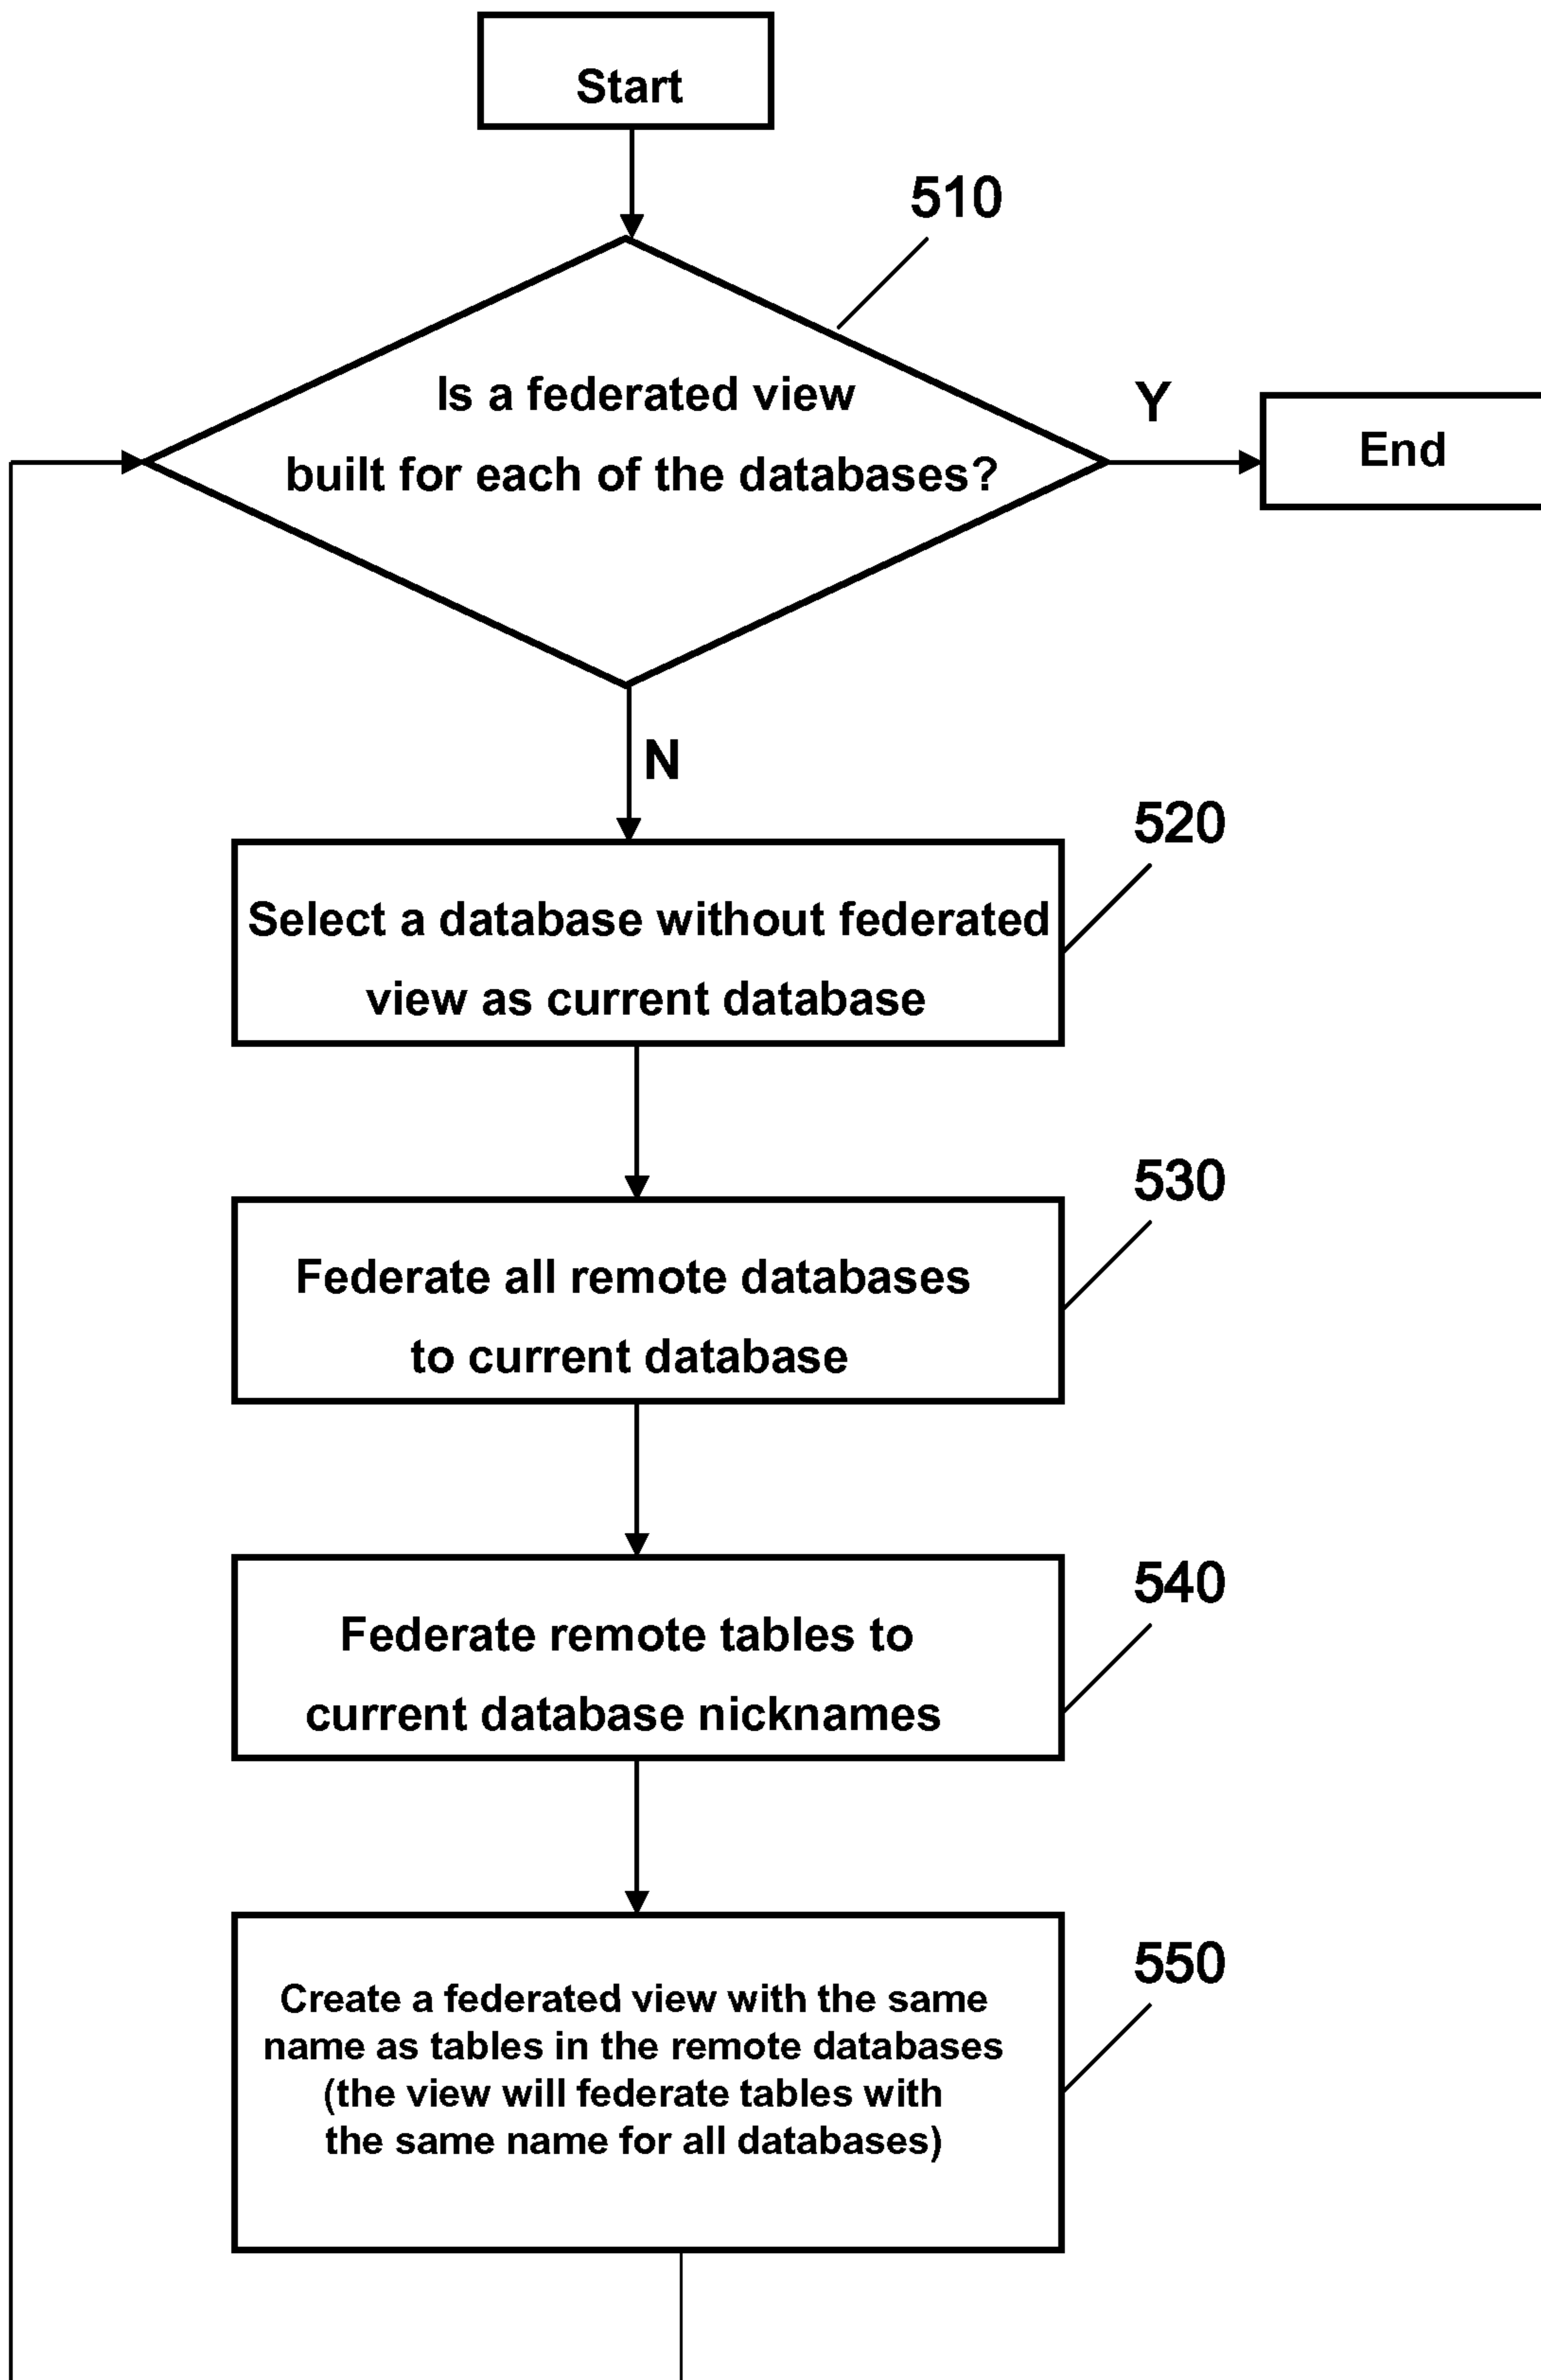 Start
510
Is a federated view
built for each of the databases?
Y
End
N
520
Select a database without federated
view as current database
530
Federate all remote databases
to current database
540
Federate remote tables to
current database nicknames
550
Create a federated view with the same
name as tables in the remote databases
(the view will federate tables with
the same name for all databases)